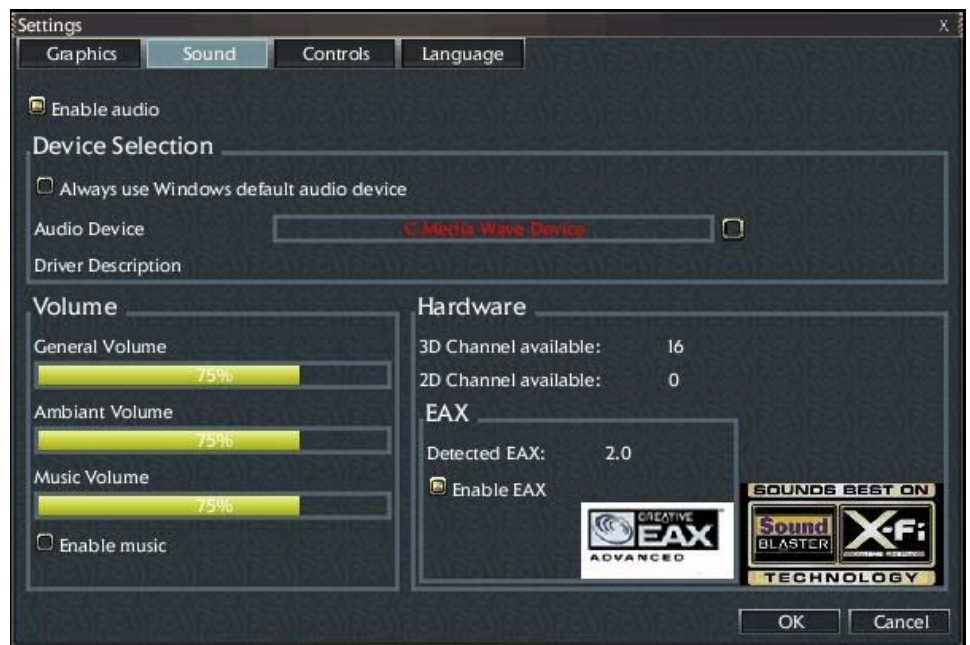 Settings X
Graphics Sound Controls Language
Enable audio
Device Selection
Always use Windows default audio device
Audio Device C-Media Wave Device
Driver Description
Volume
General Volume
75%
Ambiant Volume
75%
Music Volume
75%
Enable music
Hardware
3D Channel available: 16
2D Channel available: 0
EAX
Detected EAX: 2.0
Enable EAX
CREATIVE
EAX
ADVANCED
SOUNDS BEST ON
Sound
BLASTER
X-Fi
TECHNOLOGY
OK Cancel